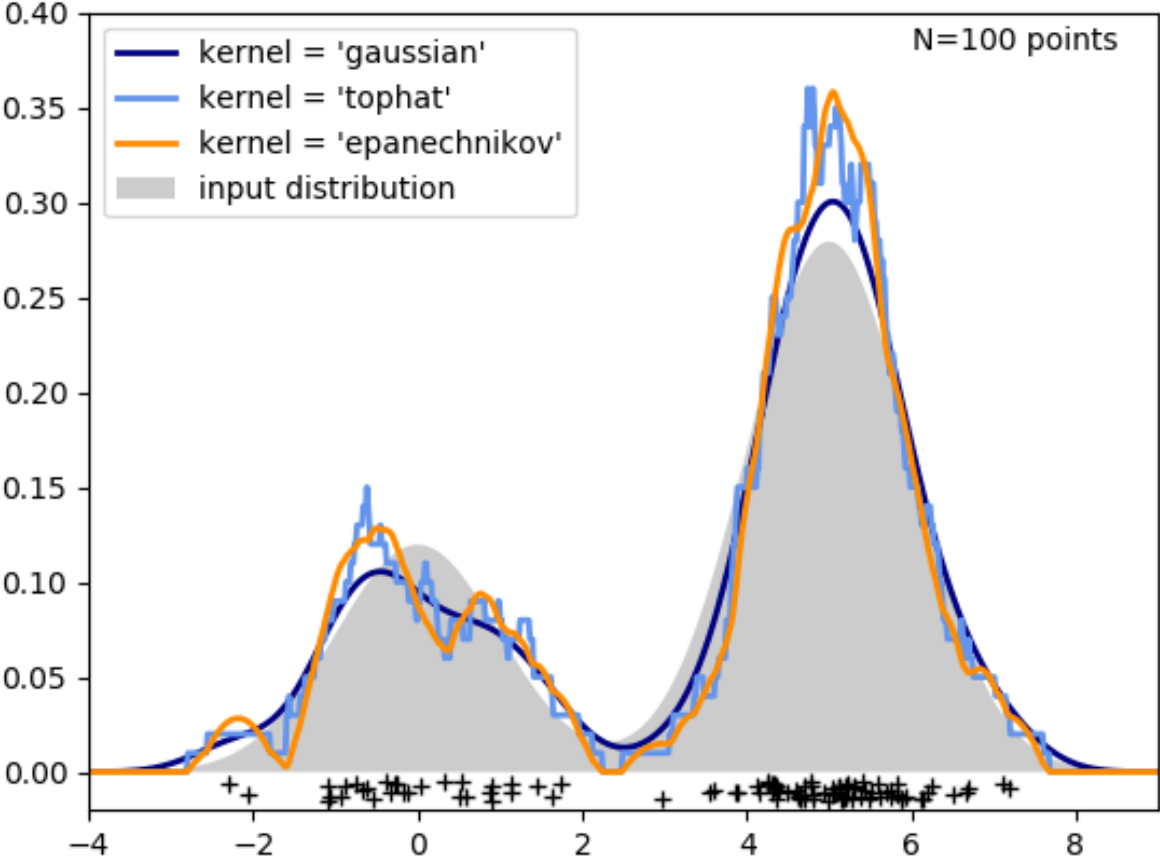 0.40
0.35
0.30
0.25
0.20
0.15
0.10
0.05
0.00
kernel = 'gaussian'
kernel = 'tophat'
kernel = 'epanechnikov'
input distribution
N=100 points
−4 −2 0 2 4 6 8